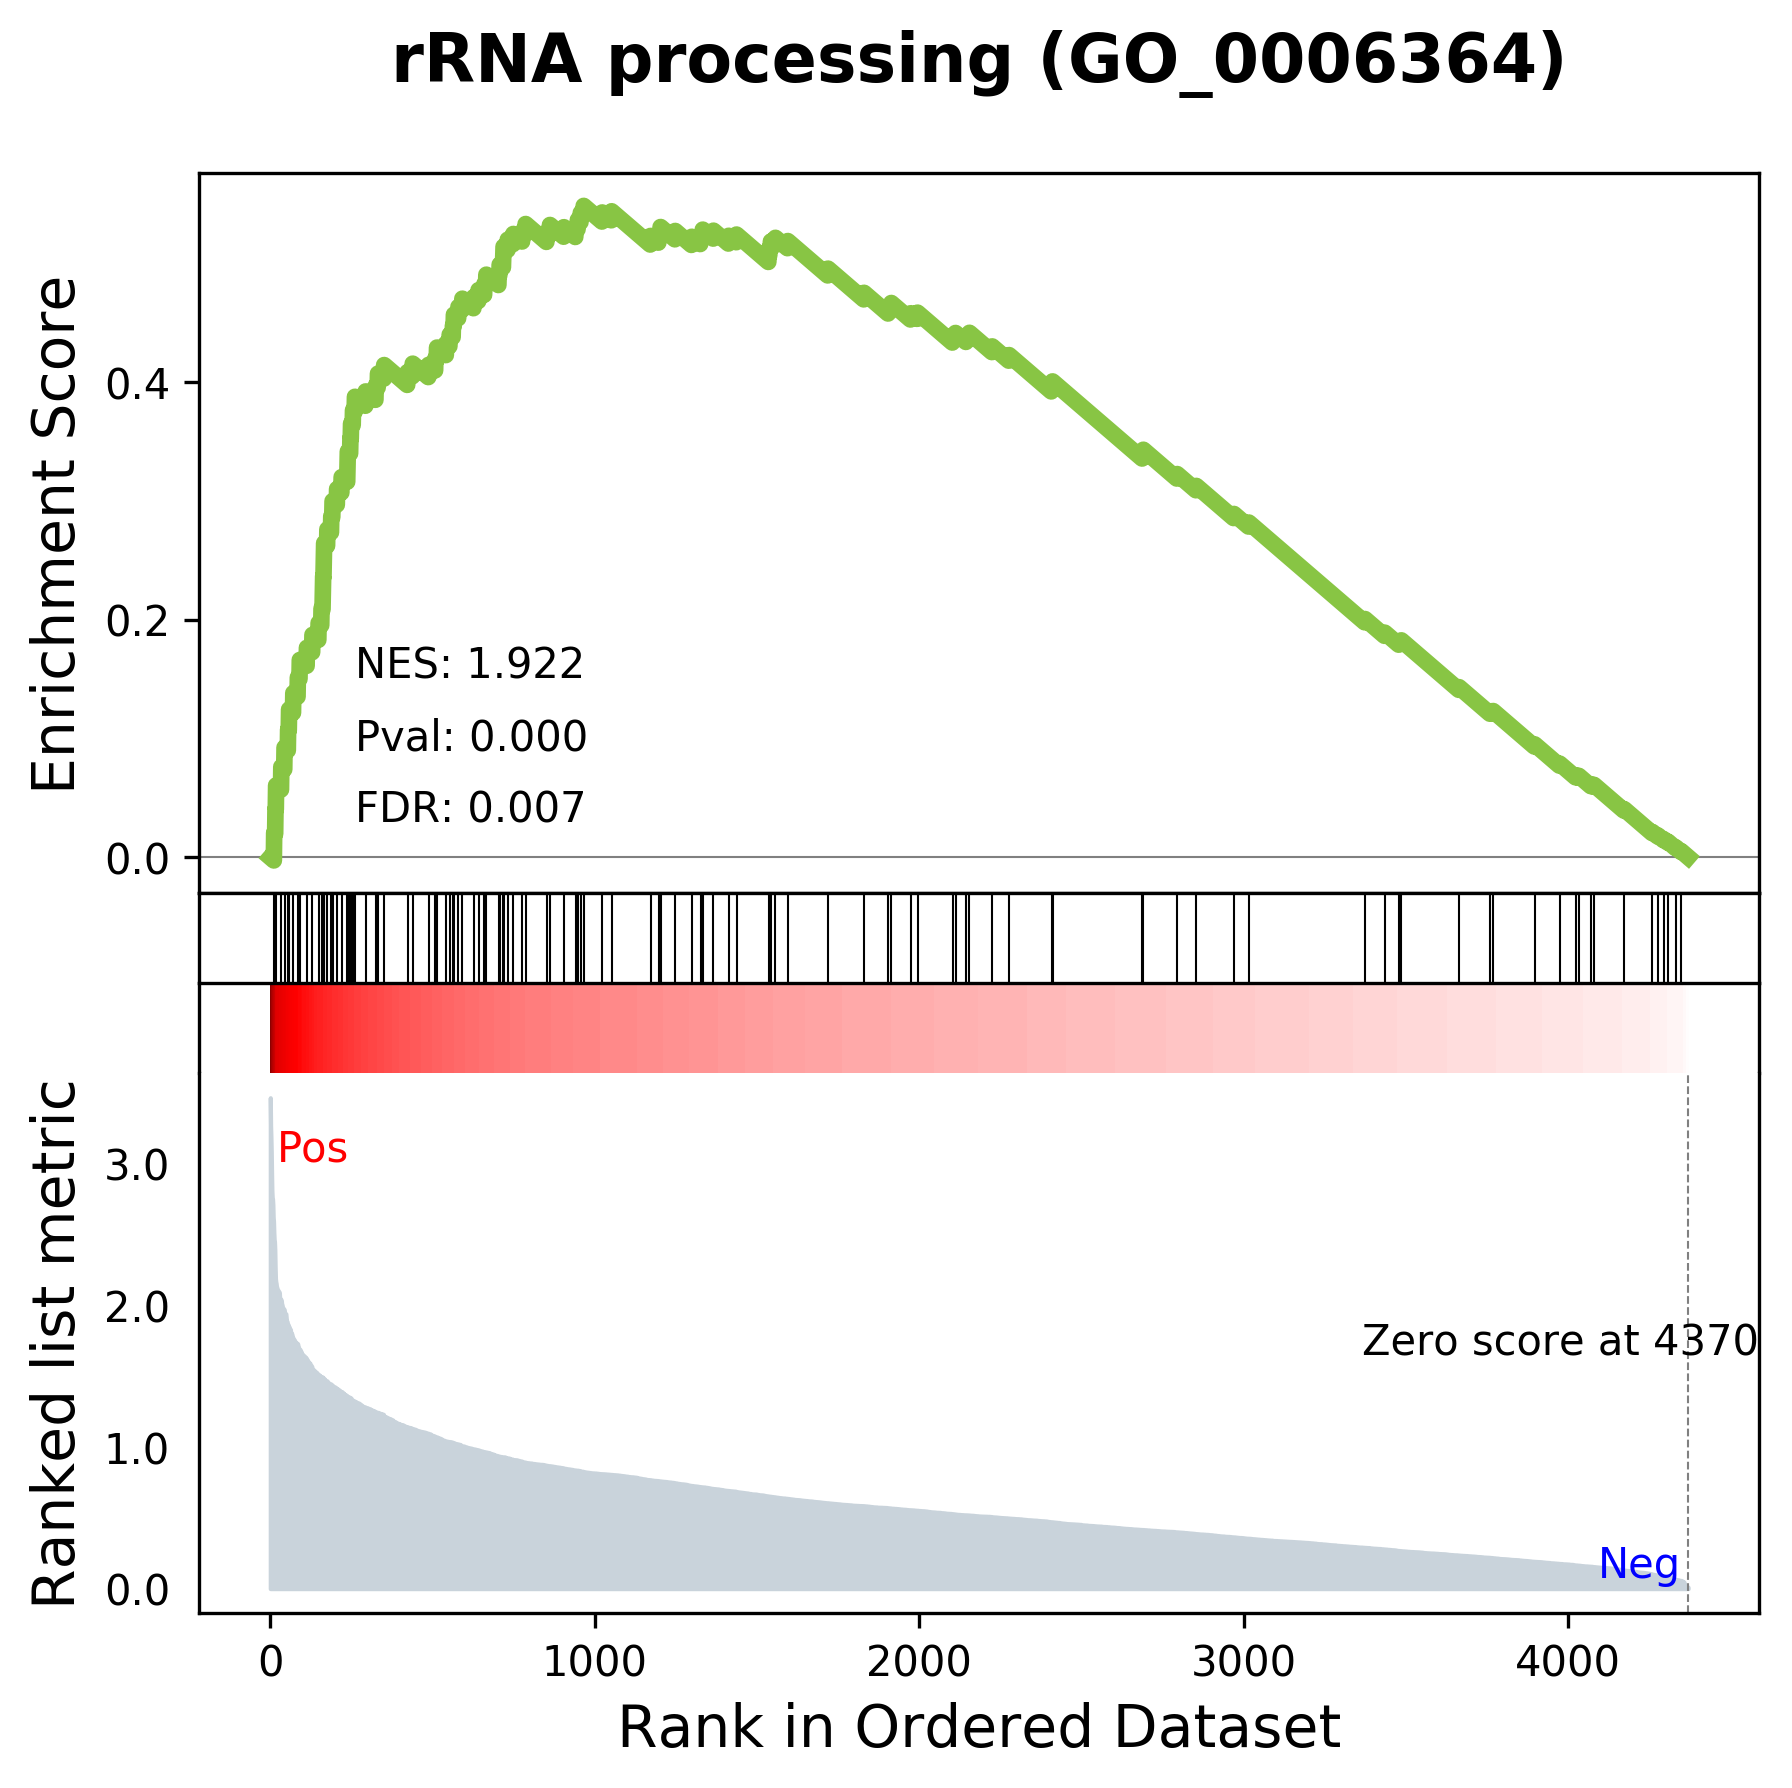 rRNA processing (GO_0006364)
Enrichment Score
0.4
0.2
0.0
NES: 1.922
Pval: 0.000
FDR: 0.007
Ranked list metric
3.0
2.0
1.0
0.0
Pos
Zero score at 4370
Neg
0 1000 2000 3000 4000
Rank in Ordered Dataset